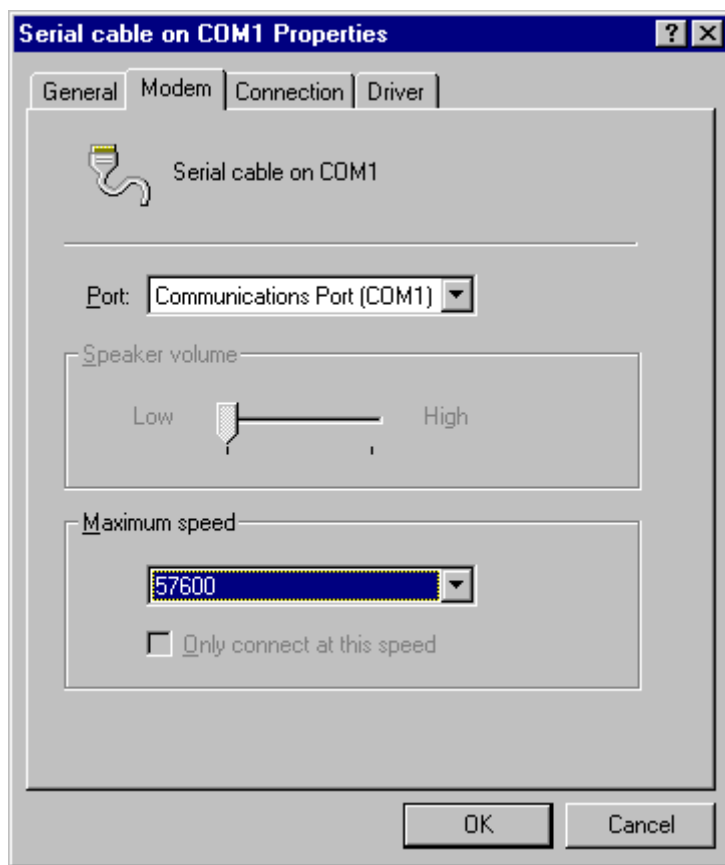 Serial cable on COM1 Properties
General Modem Connection Driver
Serial cable on COM1
Port: Communications Port (COM1)
Speaker volume
Low High
Maximum speed
57600
Only connect at this speed
OK Cancel